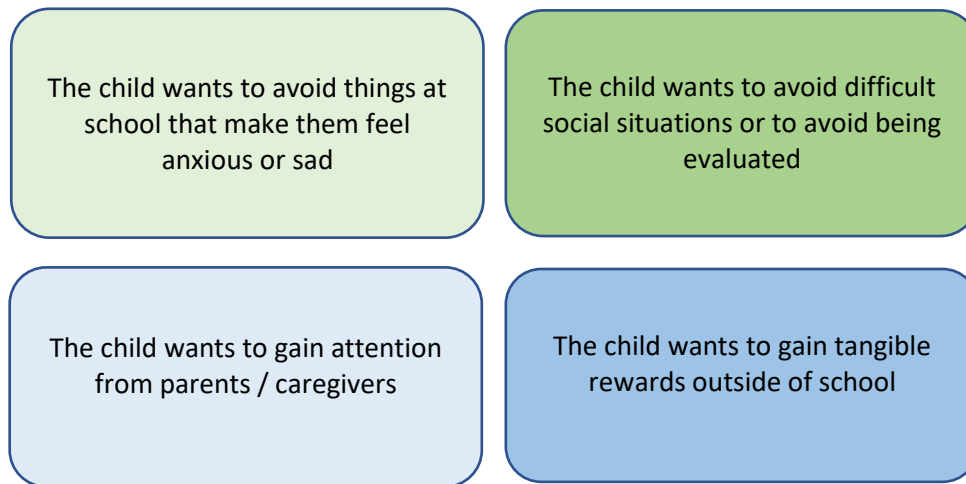 The child wants to avoid things at
school that make them feel
anxious or sad
The child wants to avoid difficult
social situations or to avoid being
evaluated
The child wants to gain attention
from parents / caregivers
The child wants to gain tangible
rewards outside of school